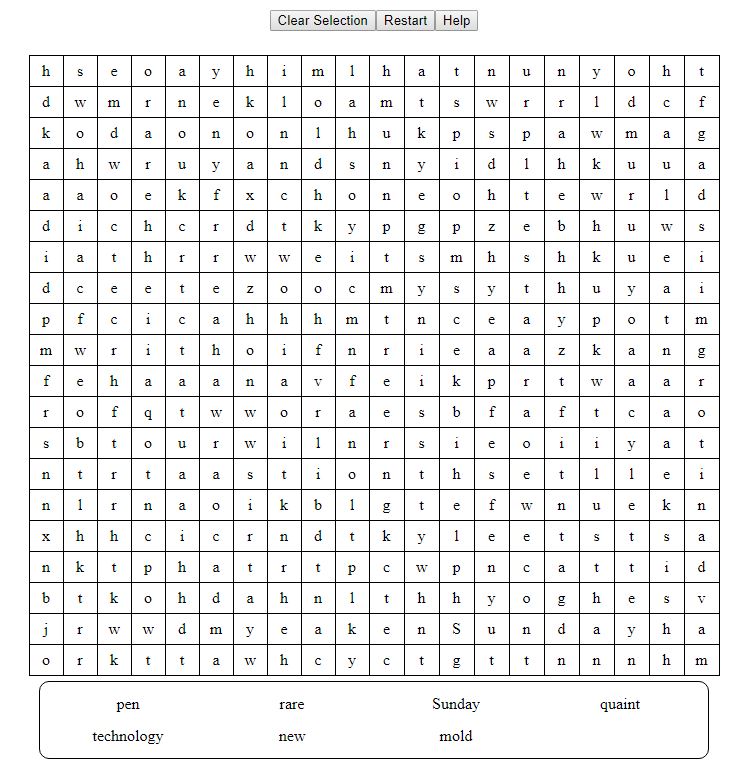 Clear Selection Restart Help
h s e o a y h i m l h a t n u n y o h t
d w m r n e k l o a m t s w r r l d c f
k o d a o n o n l h u k p s p a w m a g
a h w r u y a n d s n y i d l h k u u a
a a o e k f x c h o n e o h t e w r l d
d i c h c r d t k y p g p z e b h u w s
i a t h r r w w e i t s m h s h k u e i
d c e e t e z o o c m y s y t h u y a i
p f c i c a h h h m t n c e a y p o t m
m w r i t h o i f n r i e a a z k a n g
f e h a a a n a v f e i k p r t w a a r
r o f q t w w o r a e s b f a f t c a o
s b t o u r w i l n r s i e o i i y a t
n t r t a a s t i o n t h s e t l l e i
n l r n a o i k b l g t e f w n u e k n
x h h c i c r n d t k y l e e t s t s a
n k t p h a t r t p c w p n c a t t i d
b t k o h d a h n l t h h y o g h e s v
j r w w d m y e a k e n S u n d a y h a
o r k t t a w h c y c t g t t n n n h m
pen rare Sunday quaint
technology new mold